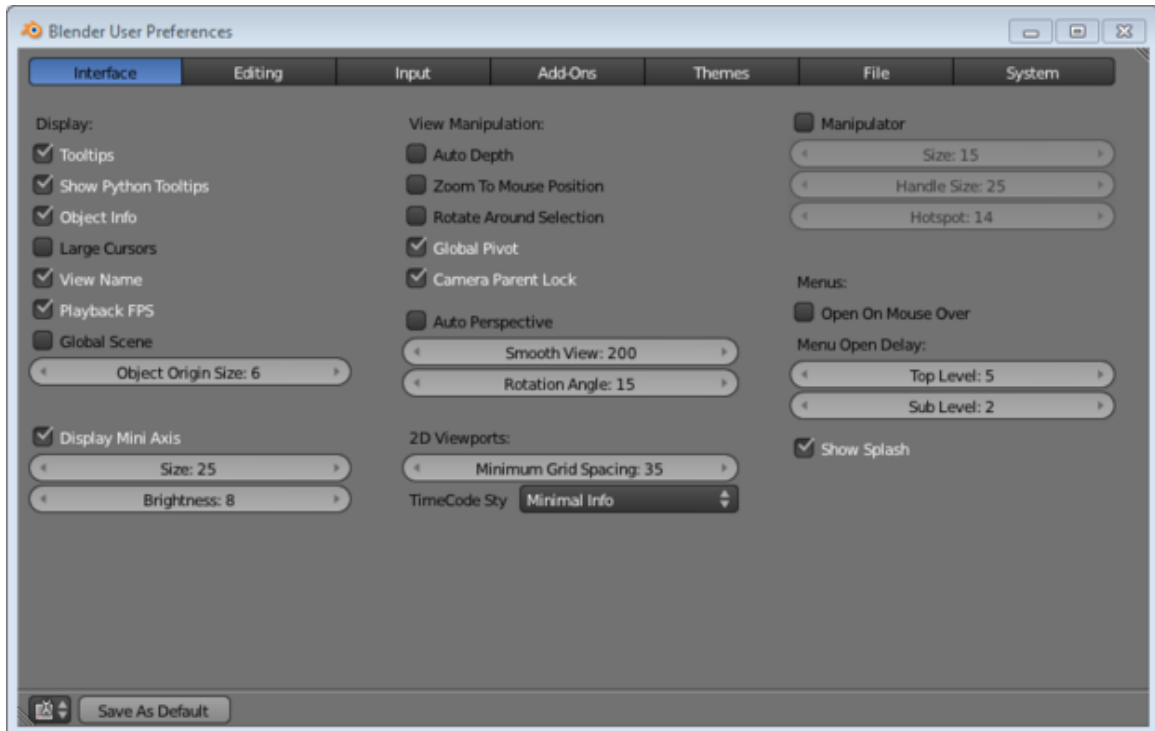 Blender User Preferences
Interface
Editing
Input
Add-Ons
Themes
File
System
Display:
Tooltips
Show Python Tooltips
Object Info
Large Cursors
View Name
Playback FPS
Global Scene
Object Origin Size: 6
Display Mini Axis
Size: 25
Brightness: 8
View Manipulation:
Auto Depth
Zoom To Mouse Position
Rotate Around Selection
Global Pivot
Camera Parent Lock
Auto Perspective
Smooth View: 200
Rotation Angle: 15
2D Viewports:
Minimum Grid Spacing: 35
TimeCode Sty Minimal Info
Manipulator
Size: 15
Handle Size: 25
Hotspot: 14
Menus:
Open On Mouse Over
Menu Open Delay:
Top Level: 5
Sub Level: 2
Show Splash
Save As Default